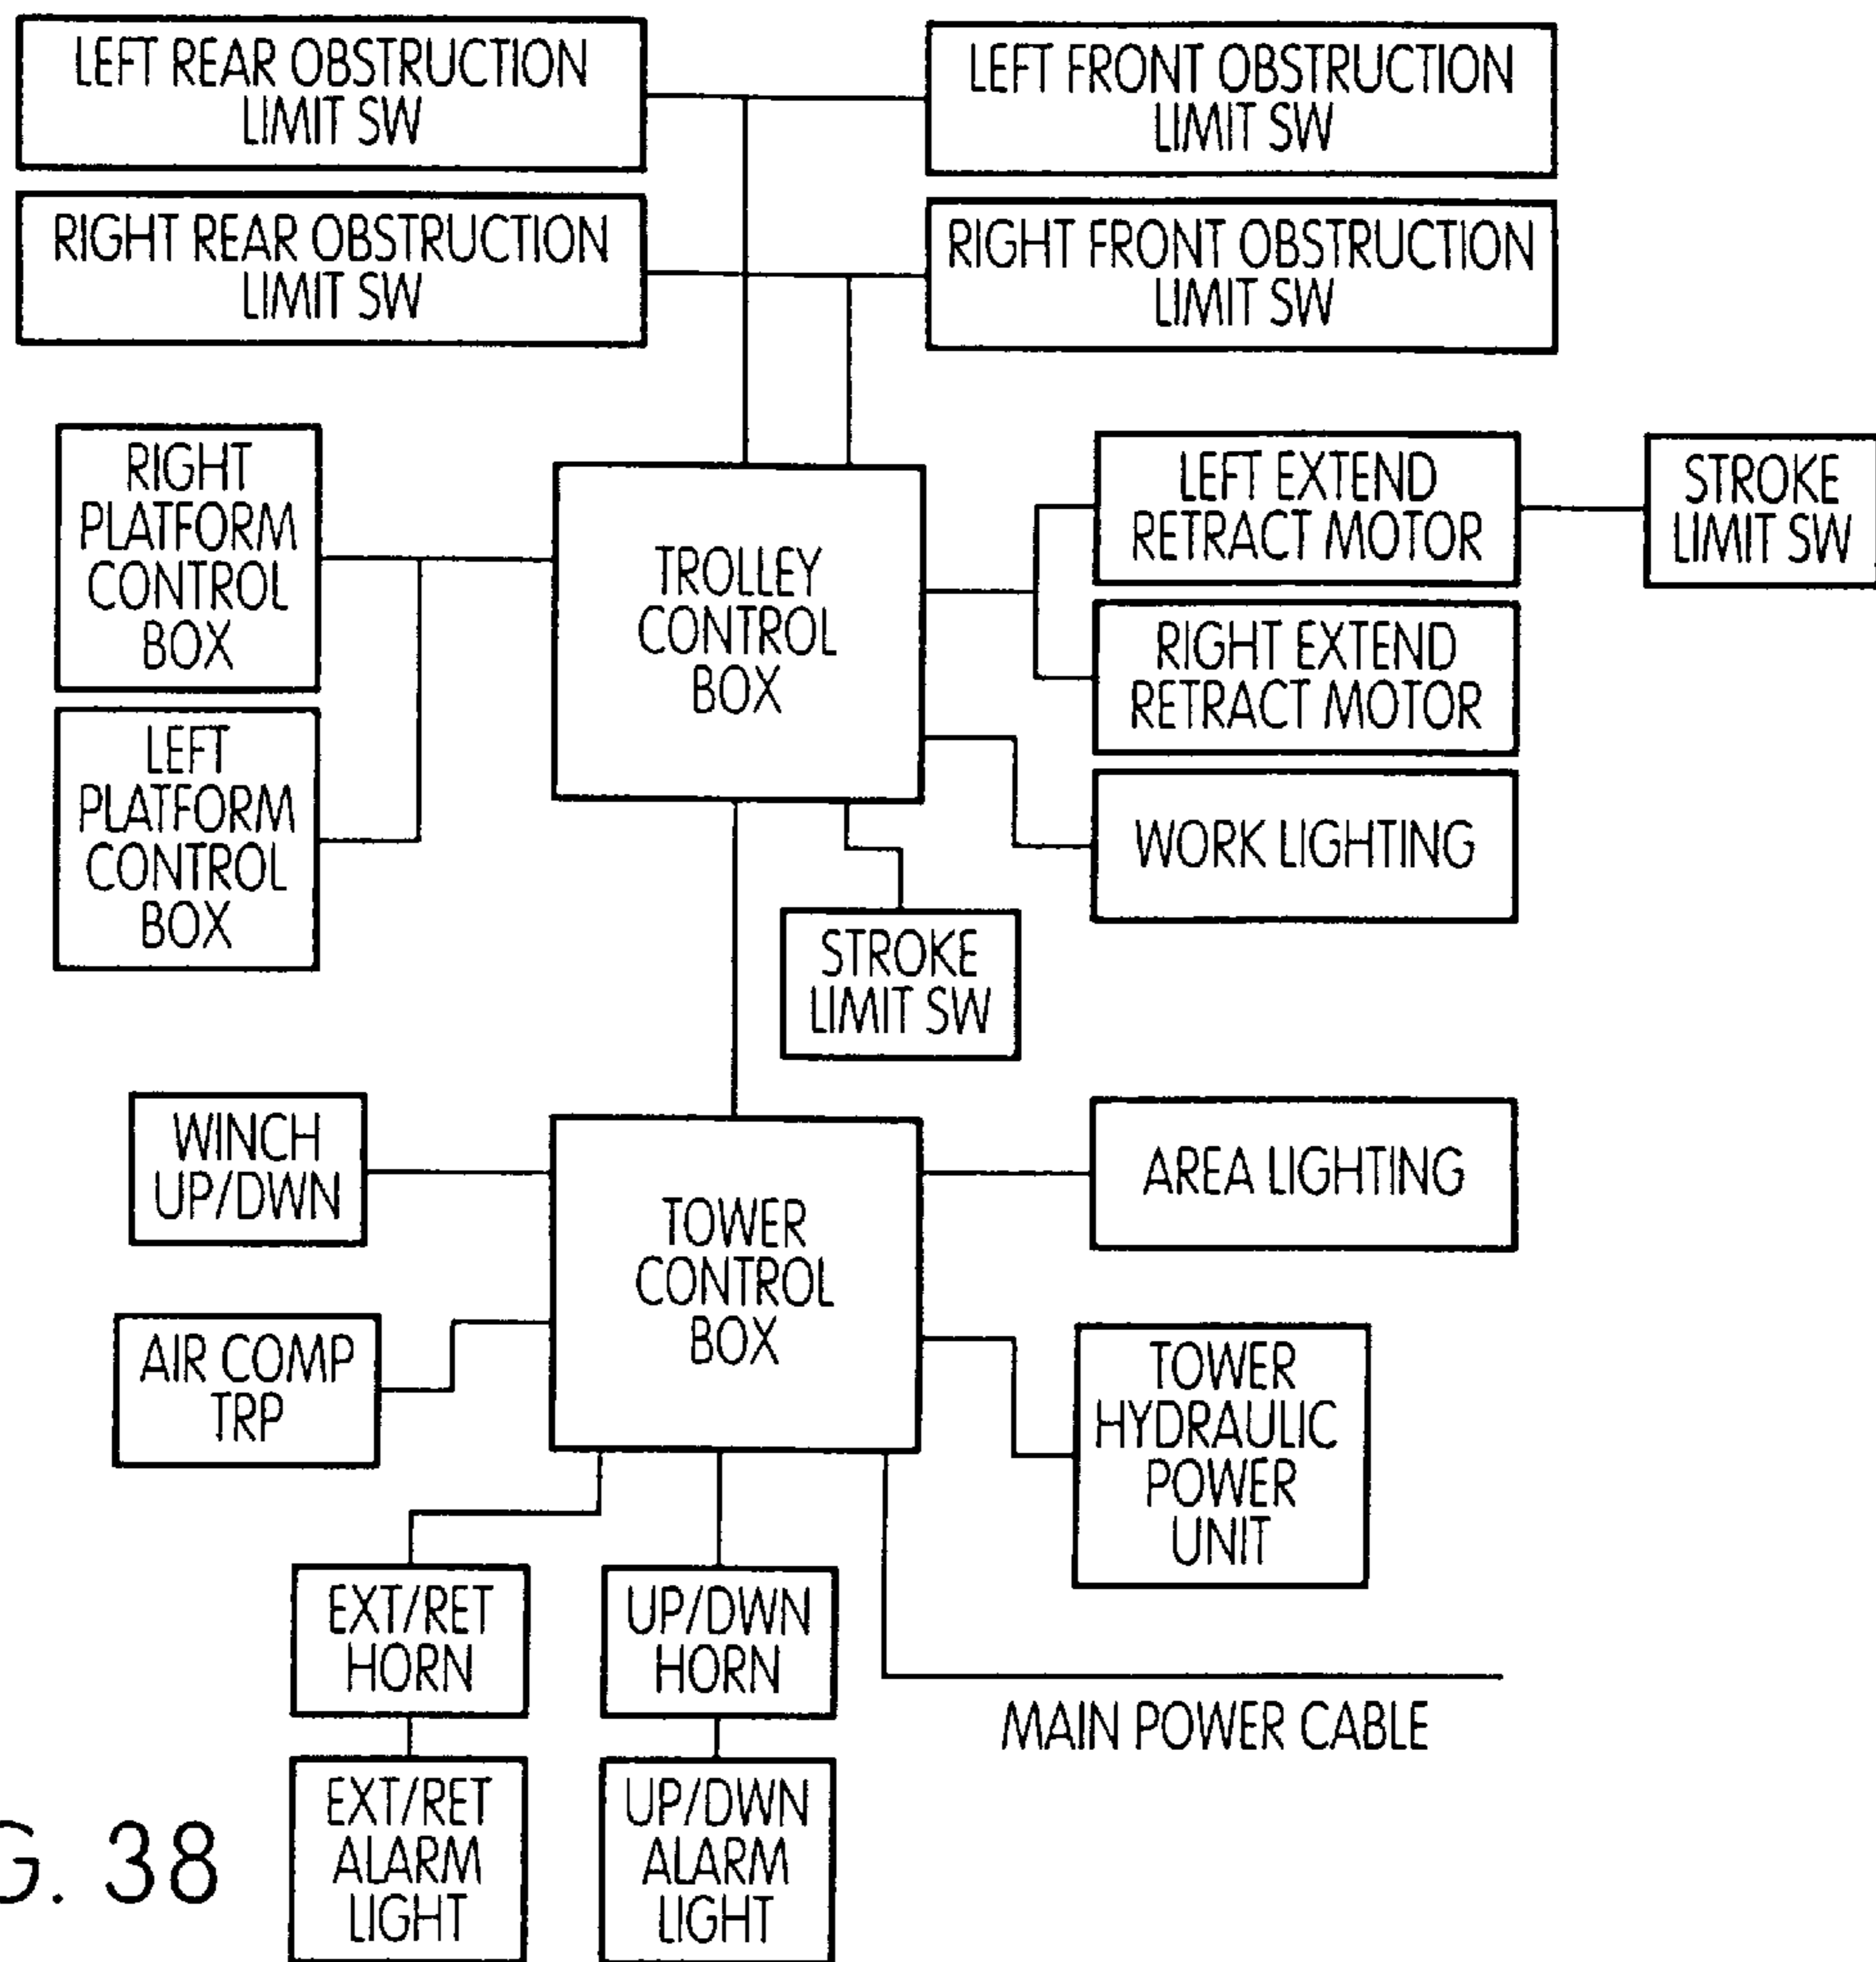 LEFT REAR OBSTRUCTION
LIMIT SW
LEFT FRONT OBSTRUCTION
LIMIT SW
RIGHT REAR OBSTRUCTION
LIMIT SW
RIGHT FRONT OBSTRUCTION
LIMIT SW
RIGHT
PLATFORM
CONTROL
BOX
LEFT
PLATFORM
CONTROL
BOX
TROLLEY
CONTROL
BOX
LEFT EXTEND
RETRACT MOTOR
STROKE
LIMIT SW
RIGHT EXTEND
RETRACT MOTOR
WORK LIGHTING
STROKE
LIMIT SW
WINCH
UP/DWN
AIR COMP
TRP
TOWER
CONTROL
BOX
AREA LIGHTING
TOWER
HYDRAULIC
POWER
UNIT
EXT/RET
HORN
UP/DWN
HORN
MAIN POWER CABLE
EXT/RET
ALARM
LIGHT
UP/DWN
ALARM
LIGHT
G. 38